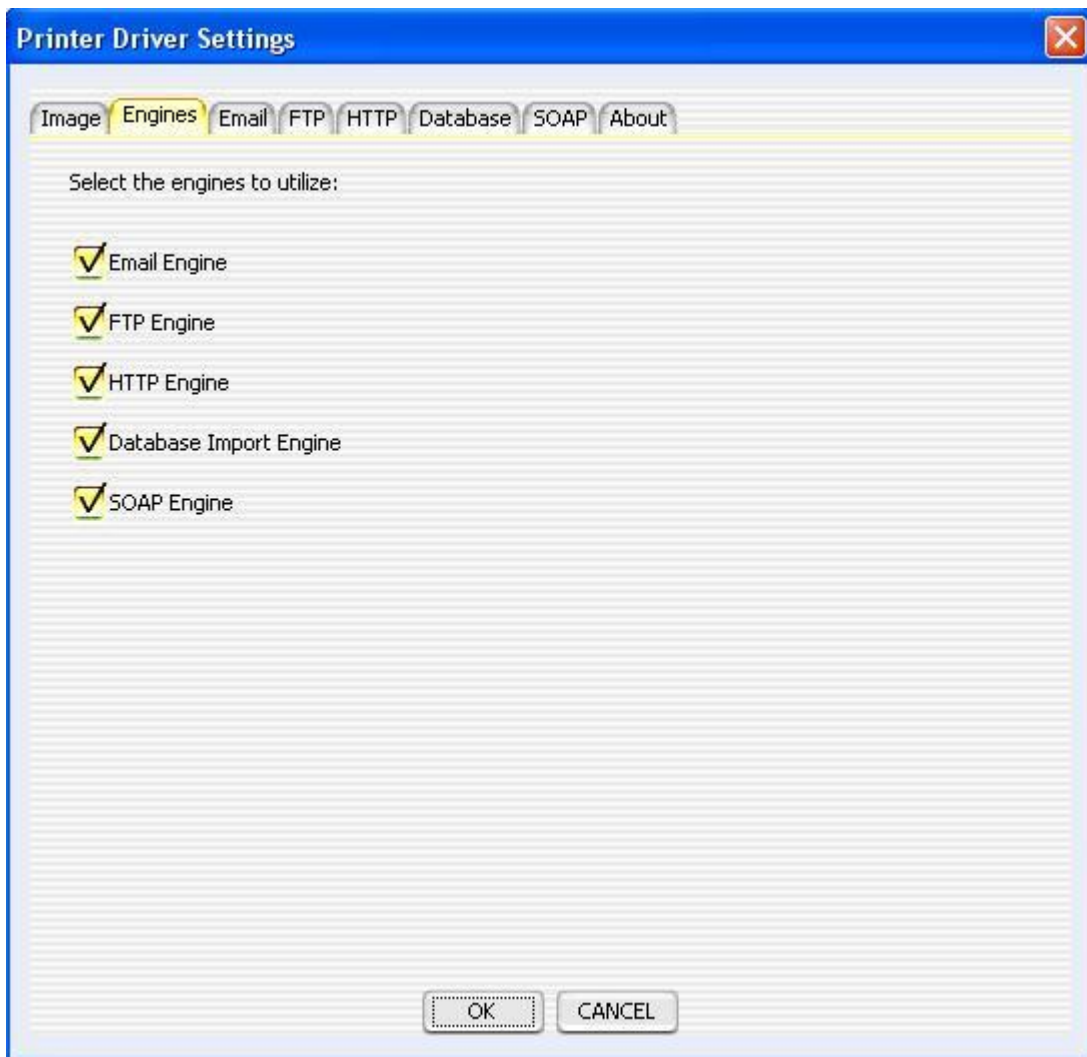 Printer Driver Settings
Image Engines Email FTP HTTP Database SOAP About
Select the engines to utilize:
Email Engine
FTP Engine
HTTP Engine
Database Import Engine
SOAP Engine
OK CANCEL